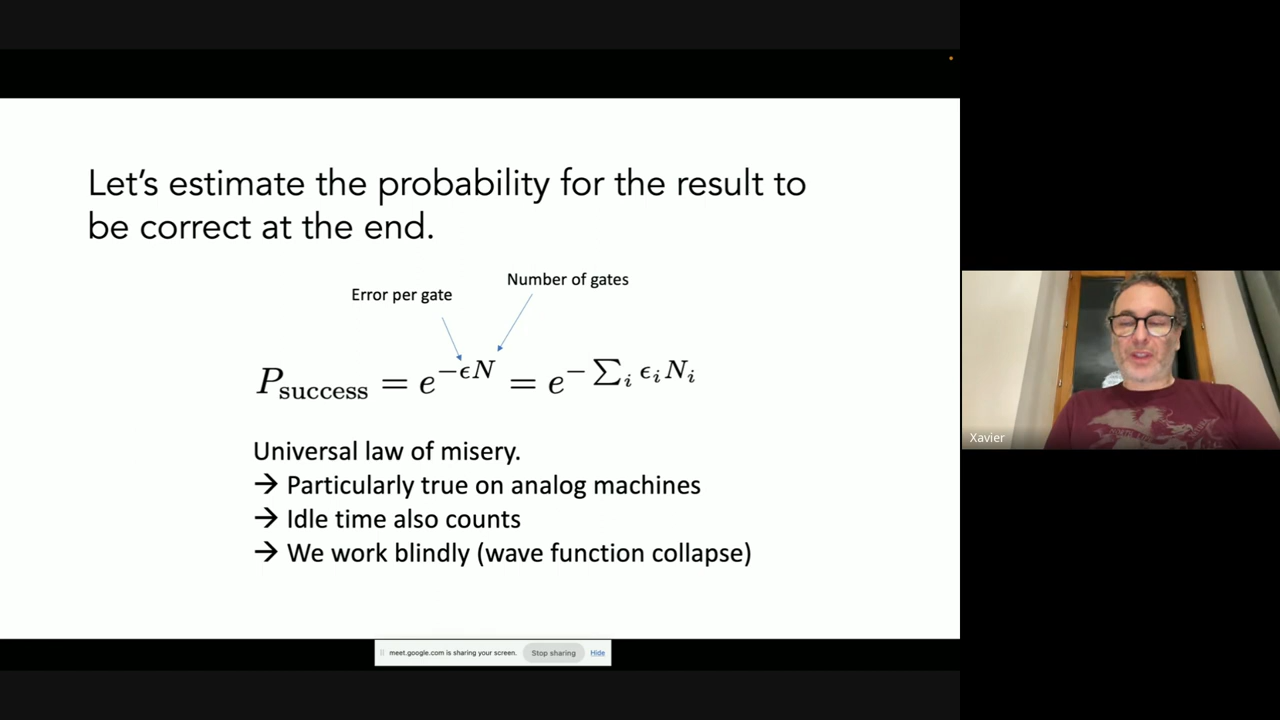 Let's estimate the probability for the result to
be correct at the end.
Number of gates
Error per gate
P_success = e^{-ϵN} = e^{-∑_i ϵ_i N_i}
Universal law of misery.
→ Particularly true on analog machines
→ Idle time also counts
→ We work blindly (wave function collapse)
Xavier
meet.google.com is sharing your screen. Stop sharing Hide